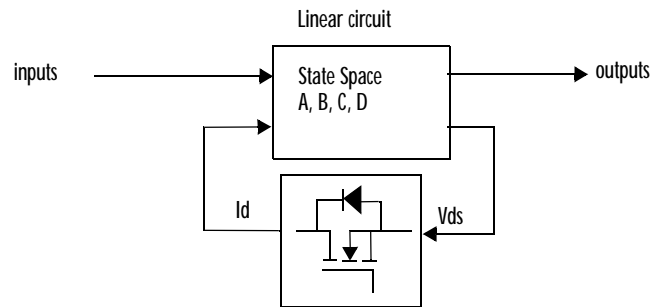 Linear circuit
inputs
State Space
A, B, C, D
outputs
Id
Vds